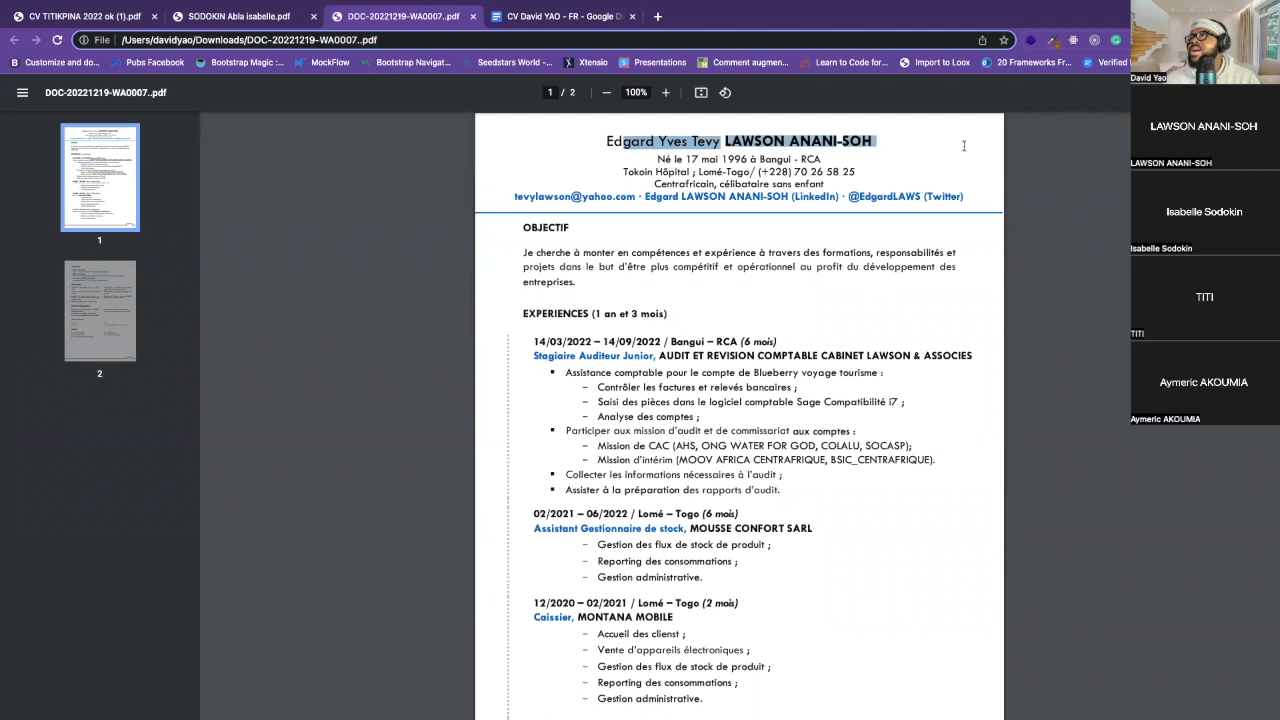 CV TITIKPINA 2022 ok (1).pdf
SODOKIN Abla isabelle.pdf
DOC-20221219-WA0007..pdf
CV David YAO - FR - Google D
File
/Users/davidyao/Downloads/DOC-20221219-WA0007..pdf
Customize and do...
Pubs Facebook
Bootstrap Magic :...
MockFlow
Bootstrap Navigat...
Seedstars World -...
Xtensio
Presentations
Comment augmen...
Learn to Code for...
Import to Loox
20 Frameworks Fr...
Verified
DOC-20221219-WA0007..pdf
1 / 2
100%
1
2
Edgard Yves Tevy LAWSON ANANI-SOH
Né le 17 mai 1996 à Bangui - RCA
Tokoin Hôpital ; Lomé-Togo/ (+228) 70 26 58 25
Centrafricain, célibataire sans enfant
tevylawson@yahoo.com · Edgard LAWSON ANANI-SOH (LinkedIn) · @EdgardLAWS (Twitter)
OBJECTIF
Je cherche à monter en compétences et expérience à travers des formations, responsabilités et
projets dans le but d'être plus compétitif et opérationnel au profit du développement des
entreprises.
EXPERIENCES (1 an et 3 mois)
14/03/2022 – 14/09/2022 / Bangui – RCA (6 mois)
Stagiaire Auditeur Junior, AUDIT ET REVISION COMPTABLE CABINET LAWSON & ASSOCIES
▪ Assistance comptable pour le compte de Blueberry voyage tourisme :
– Contrôler les factures et relevés bancaires ;
– Saisi des pièces dans le logiciel comptable Sage Compatibilité i7 ;
– Analyse des comptes ;
▪ Participer aux mission d'audit et de commissariat aux comptes :
– Mission de CAC (AHS, ONG WATER FOR GOD, COLALU, SOCASP);
– Mission d'intérim (MOOV AFRICA CENTRAFRIQUE, BSIC_CENTRAFRIQUE).
▪ Collecter les informations nécessaires à l'audit ;
▪ Assister à la préparation des rapports d'audit.
02/2021 – 06/2022 / Lomé – Togo (6 mois)
Assistant Gestionnaire de stock, MOUSSE CONFORT SARL
– Gestion des flux de stock de produit ;
– Reporting des consommations ;
– Gestion administrative.
12/2020 – 02/2021 / Lomé – Togo (2 mois)
Caissier, MONTANA MOBILE
– Accueil des clienst ;
– Vente d'appareils électroniques ;
– Gestion des flux de stock de produit ;
– Reporting des consommations ;
– Gestion administrative.
David Yao
LAWSON ANANI-SOH
LAWSON ANANI-SOH
Isabelle Sodokin
Isabelle Sodokin
TITI
TITI
Aymeric AKOUMIA
Aymeric AKOUMIA